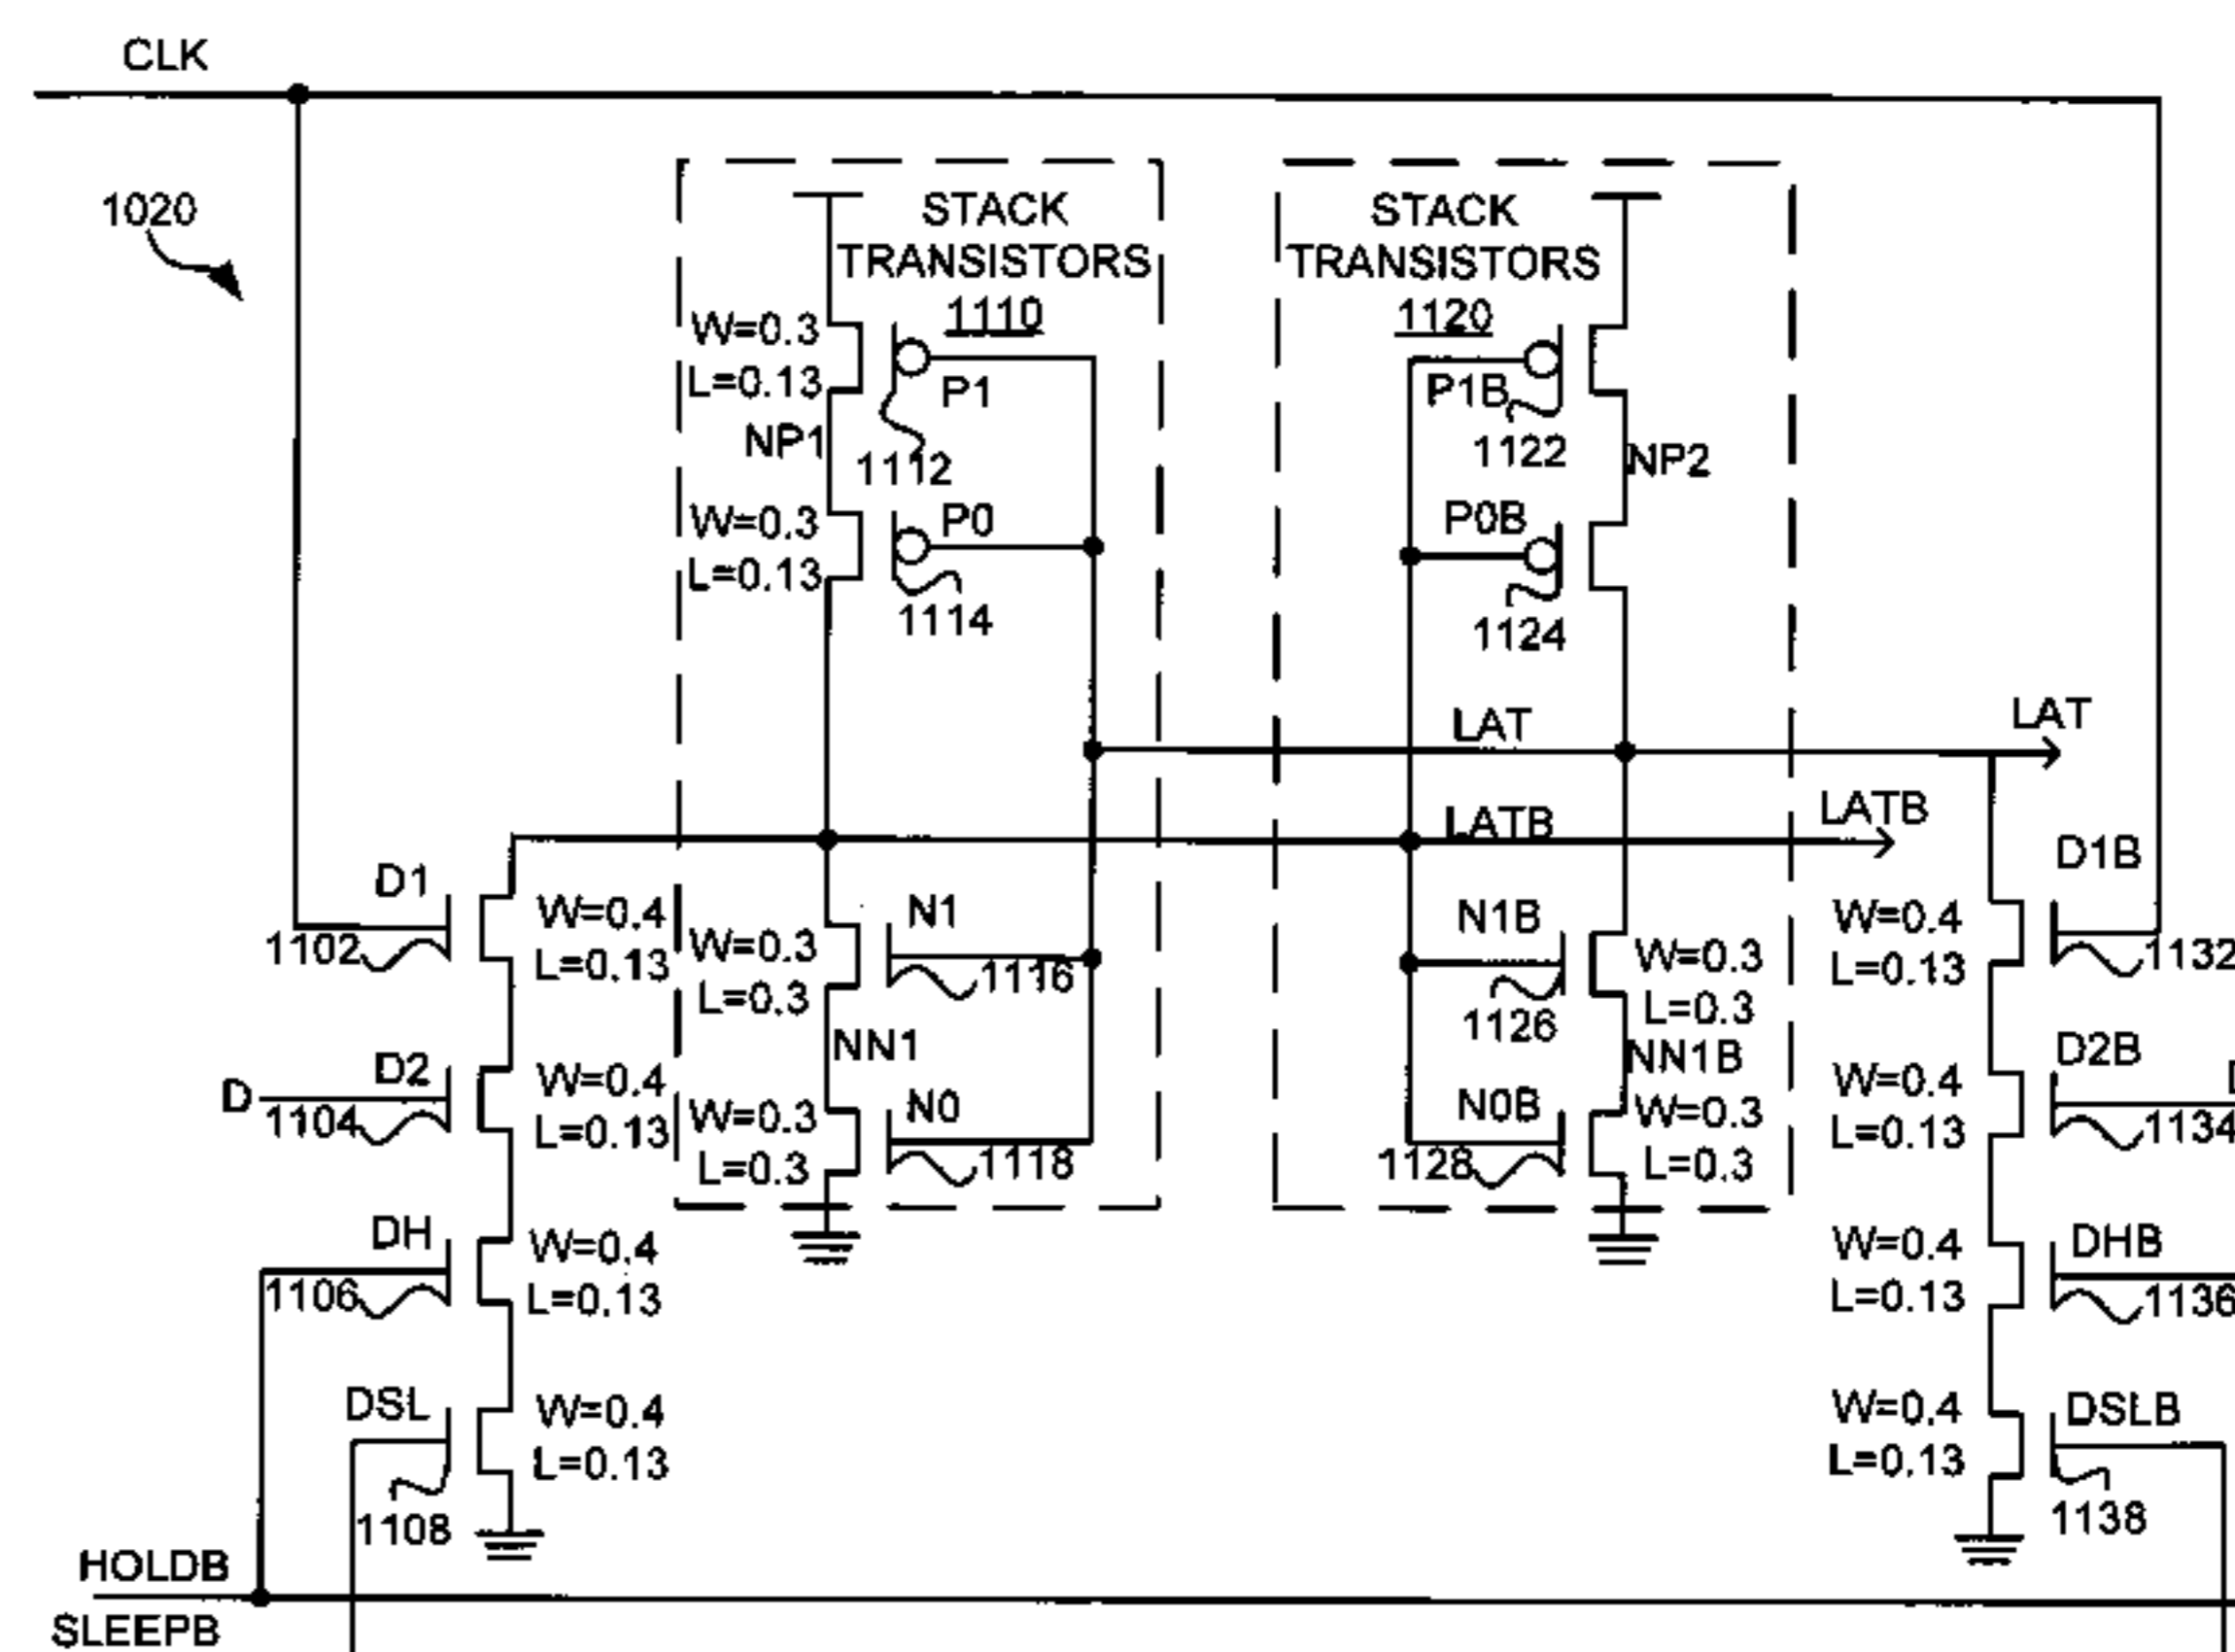 CLK
1020
STACK
TRANSISTORS
1110
W=0.3
L=0.13
P1
NP1
1112
W=0.3
L=0.13
P0
1114
STACK
TRANSISTORS
1120
P1B
1122
NP2
P0B
1124
LAT
LAT
LATB
LATB
D1
1102
W=0.4
L=0.13
N1
W=0.3
L=0.3
1116
N1B
1126
W=0.3
L=0.3
D1B
W=0.4
L=0.13
1132
D
D2
1104
W=0.4
L=0.13
NN1
N0
W=0.3
L=0.3
1118
NN1B
N0B
1128
W=0.3
L=0.3
D2B
W=0.4
L=0.13
1134
DH
1106
W=0.4
L=0.13
DHB
W=0.4
L=0.13
1136
DSL
1108
W=0.4
L=0.13
DSLB
W=0.4
L=0.13
1138
HOLDB
SLEEPB